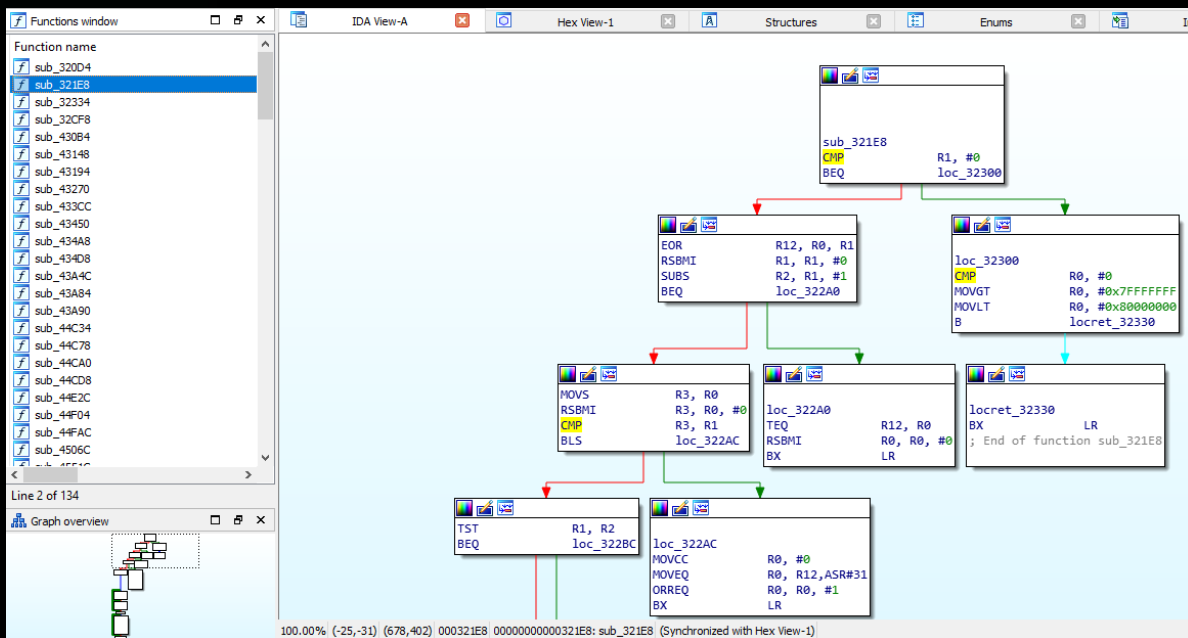 Functions window
Function name
sub_320D4
sub_321E8
sub_32334
sub_32CF8
sub_430B4
sub_43148
sub_43194
sub_43270
sub_433CC
sub_43450
sub_434A8
sub_434D8
sub_43A4C
sub_43A84
sub_43A90
sub_44C34
sub_44C78
sub_44CA0
sub_44CD8
sub_44E2C
sub_44F04
sub_44FAC
sub_4506C
Line 2 of 134
Graph overview
IDA View-A
Hex View-1
Structures
Enums
sub_321E8
CMP R1, #0
BEQ loc_32300
EOR R12, R0, R1
RSBMI R1, R1, #0
SUBS R2, R1, #1
BEQ loc_322A0
loc_32300
CMP R0, #0
MOVGT R0, #0x7FFFFFFF
MOVLT R0, #0x80000000
B locret_32330
MOVS R3, R0
RSBMI R3, R0, #0
CMP R3, R1
BLS loc_322AC
loc_322A0
TEQ R12, R0
RSBMI R0, R0, #0
BX LR
locret_32330
BX LR
; End of function sub_321E8
TST R1, R2
BEQ loc_322BC
loc_322AC
MOVCC R0, #0
MOVEQ R0, R12,ASR#31
ORREQ R0, R0, #1
BX LR
100.00% (-25,-31) (678,402) 000321E8 00000000000321E8: sub_321E8 (Synchronized with Hex View-1)